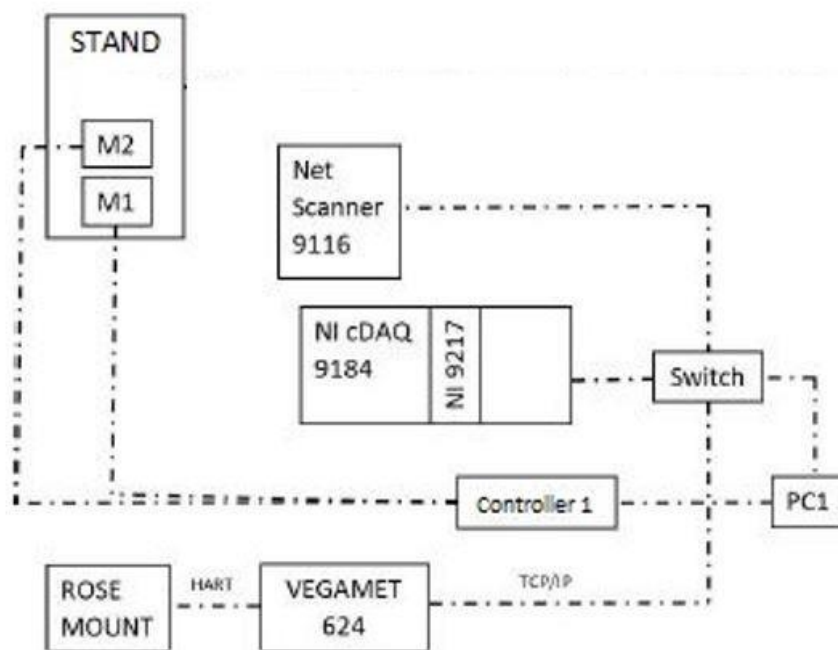 STAND
M2
M1
Net
Scanner
9116
NI cDAQ
9184
NI 9217
Switch
Controller 1
PC1
ROSE
MOUNT
HART
VEGAMET
624
TCP/IP